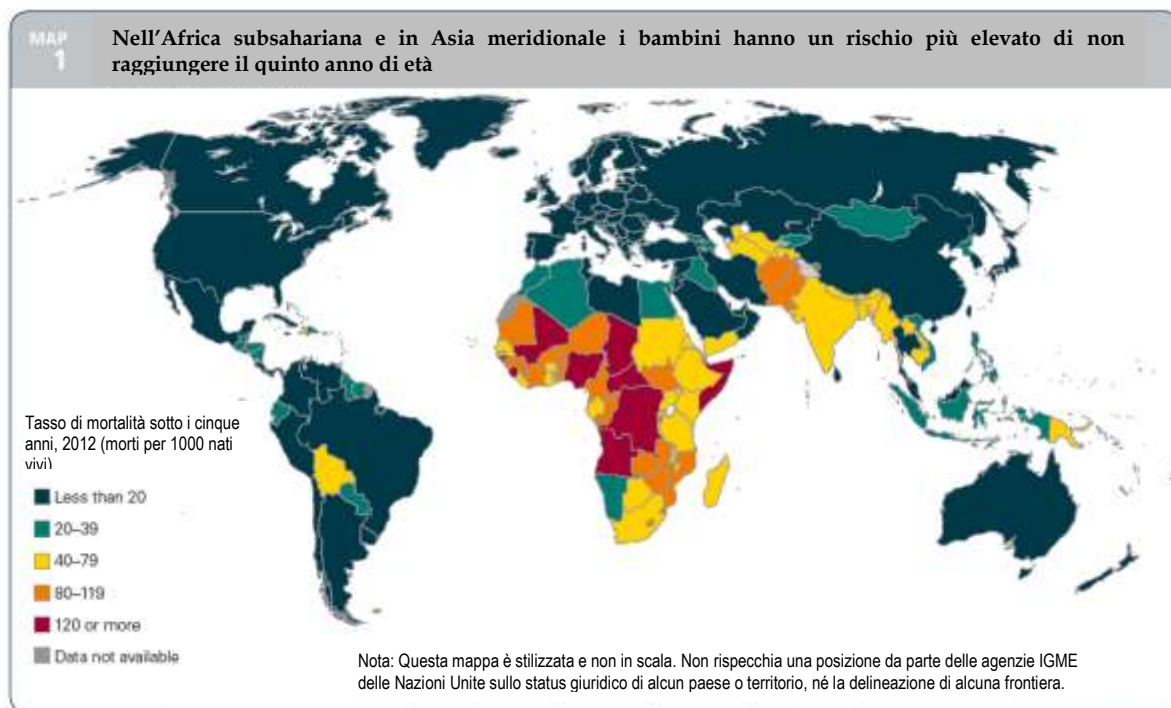 MAP
1
Nell'Africa subsahariana e in Asia meridionale i bambini hanno un rischio più elevato di non
raggiungere il quinto anno di età
Tasso di mortalità sotto i cinque
anni, 2012 (morti per 1000 nati
vivi)
Less than 20
20–39
40–79
80–119
120 or more
Data not available
Nota: Questa mappa è stilizzata e non in scala. Non rispecchia una posizione da parte delle agenzie IGME
delle Nazioni Unite sullo status giuridico di alcun paese o territorio, né la delineazione di alcuna frontiera.